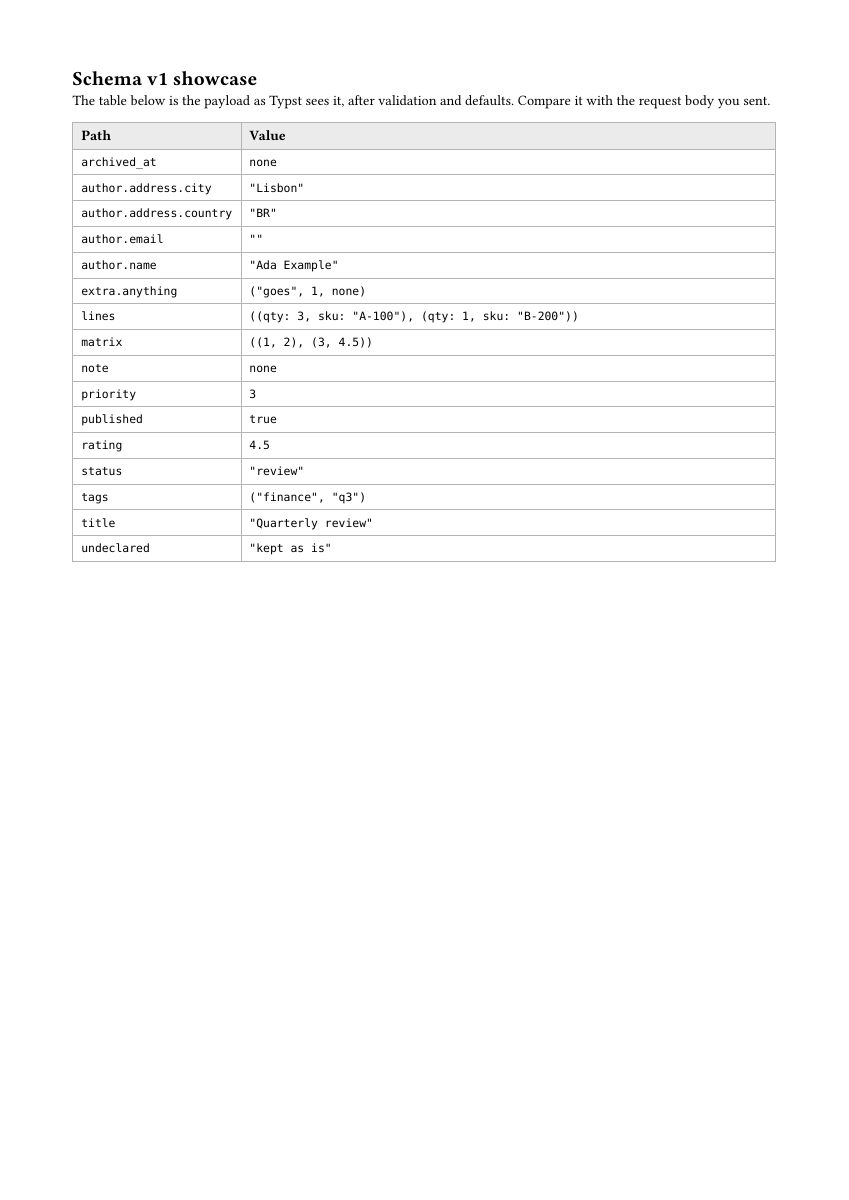 Schema v1 showcase
The table below is the payload as Typst sees it, after validation and defaults. Compare it with the request body you sent.
Path Value
archived_at none
author.address.city "Lisbon"
author.address.country "BR"
author.email ""
author.name "Ada Example"
extra.anything ("goes", 1, none)
lines ((qty: 3, sku: "A-100"), (qty: 1, sku: "B-200"))
matrix ((1, 2), (3, 4.5))
note none
priority 3
published true
rating 4.5
status "review"
tags ("finance", "q3")
title "Quarterly review"
undeclared "kept as is"